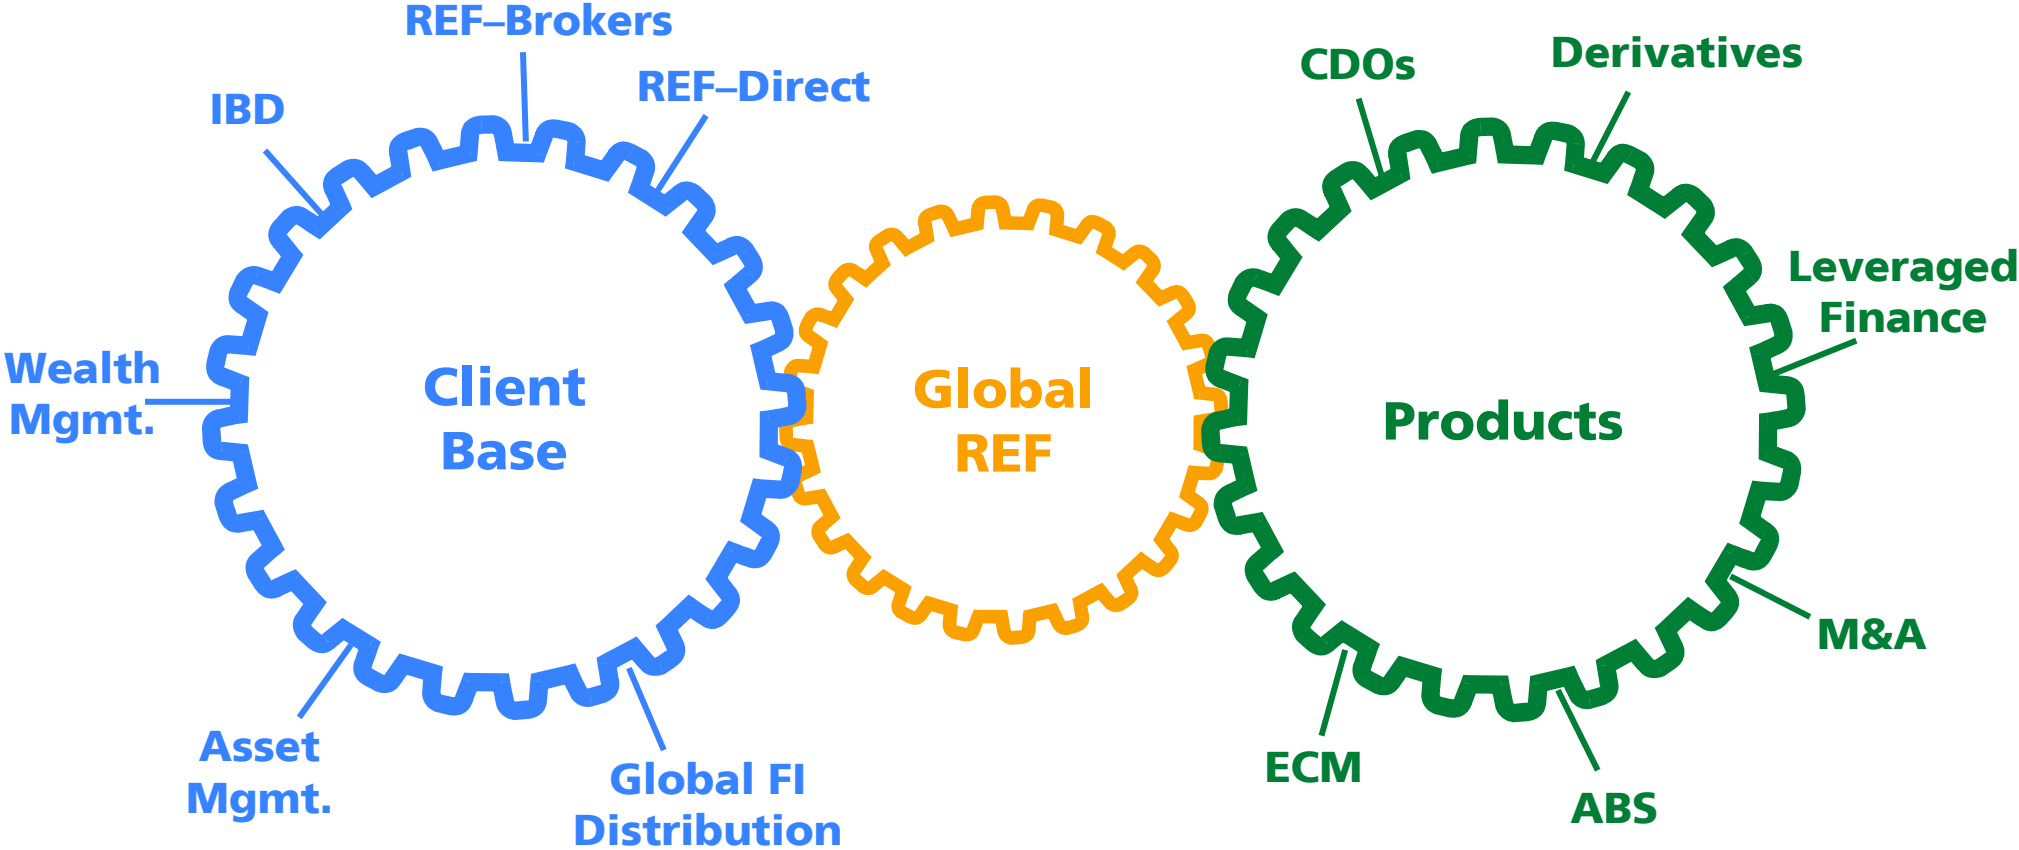 REF–Brokers
REF–Direct
IBD
Wealth
Mgmt.
Client
Base
Asset
Mgmt.
Global FI
Distribution
Global
REF
CDOs
Derivatives
Leveraged
Finance
Products
M&A
ECM
ABS